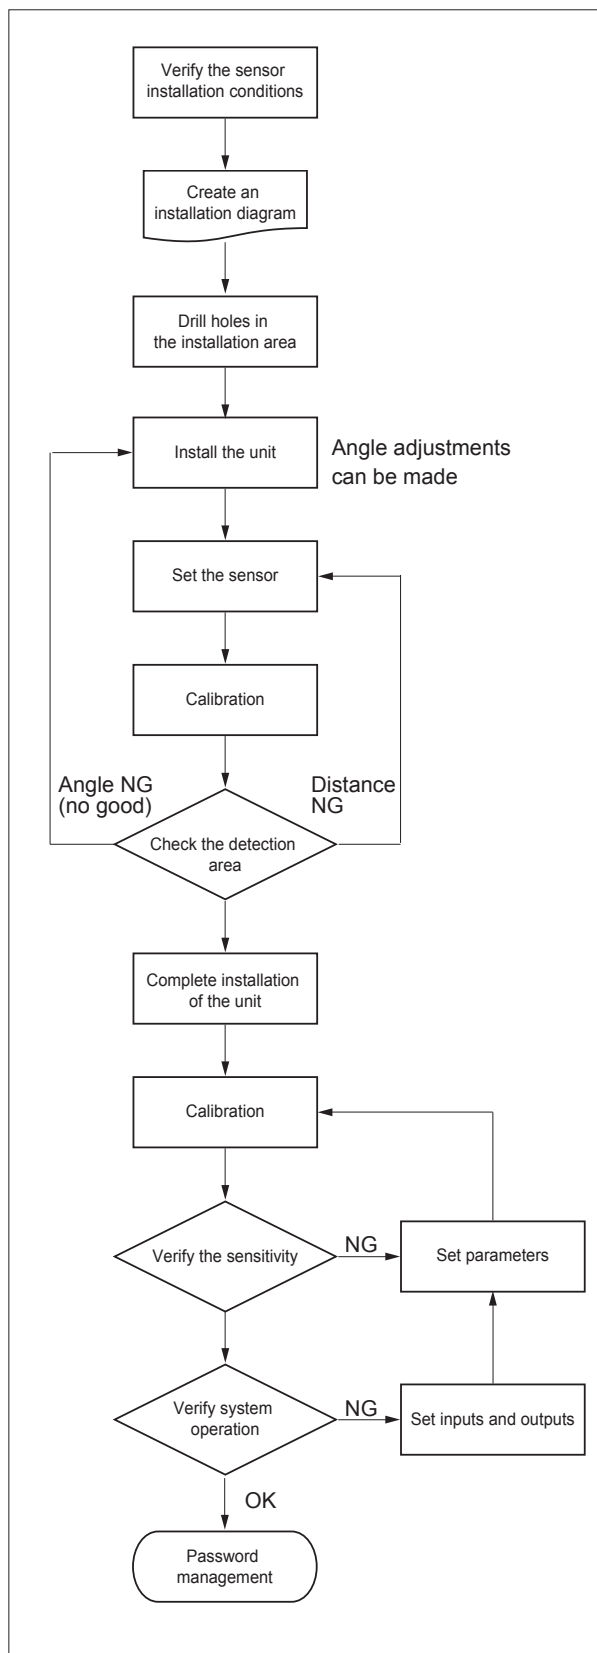 Verify the sensor
installation conditions
Create an
installation diagram
Drill holes in
the installation area
Install the unit
Angle adjustments
can be made
Set the sensor
Calibration
Angle NG
(no good)
Distance
NG
Check the detection
area
Complete installation
of the unit
Calibration
Verify the sensitivity
NG
Set parameters
Verify system
operation
NG
Set inputs and outputs
OK
Password
management